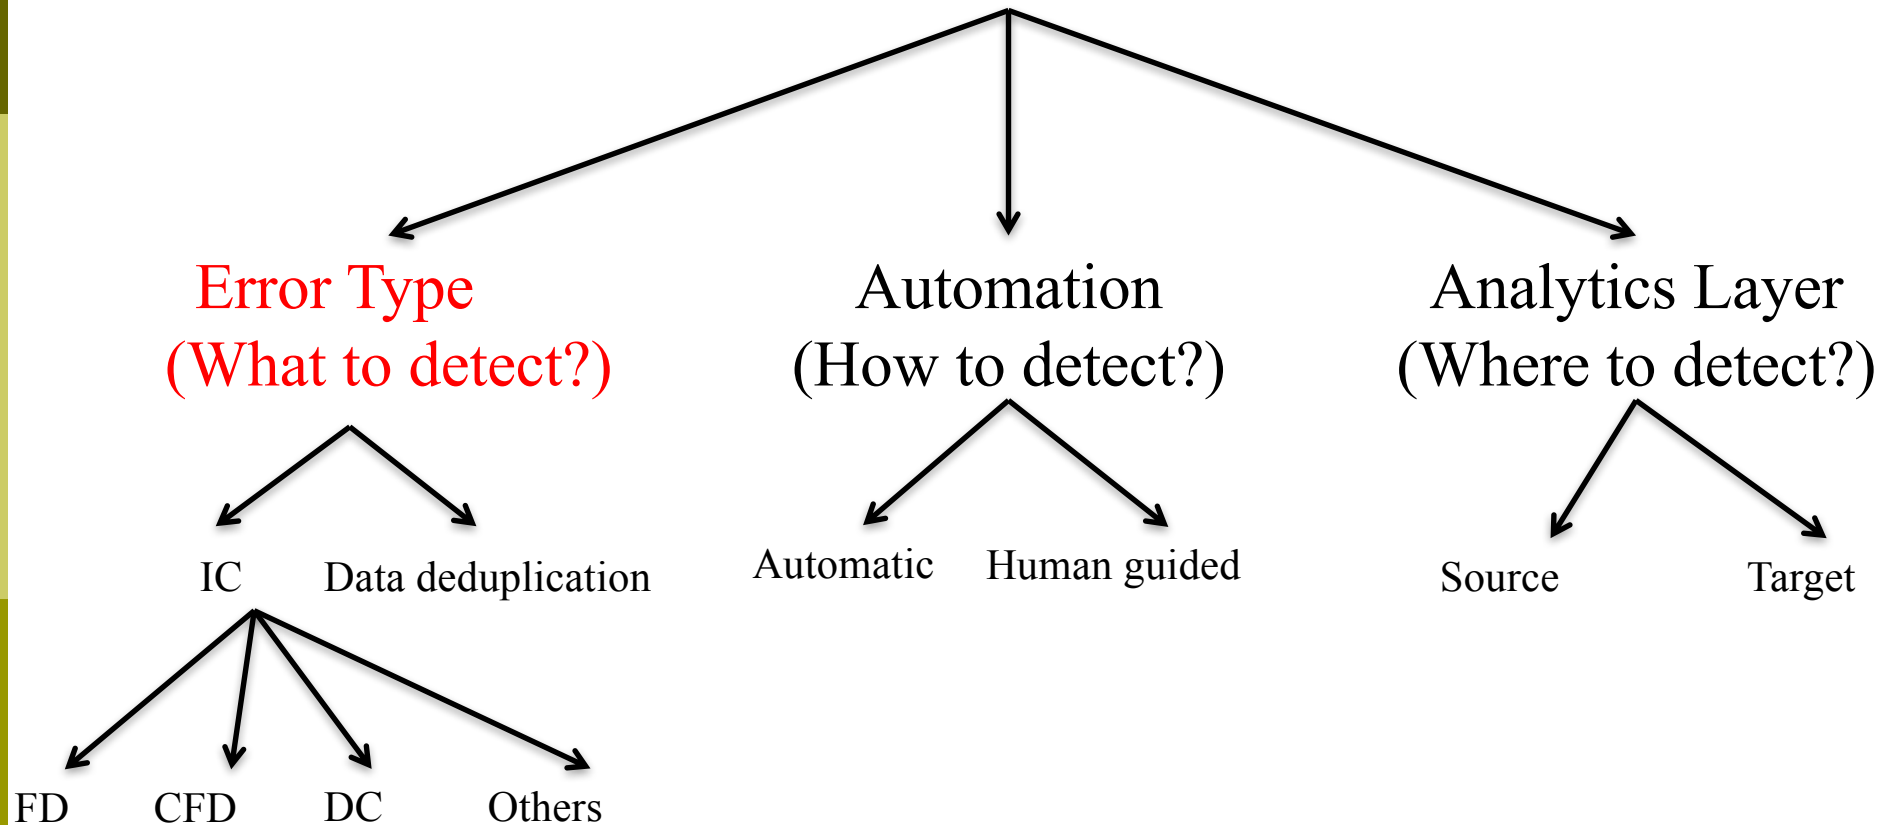 Error Type
(What to detect?)
Automation
(How to detect?)
Analytics Layer
(Where to detect?)
IC
Data deduplication
Automatic
Human guided
Source
Target
FD
CFD
DC
Others